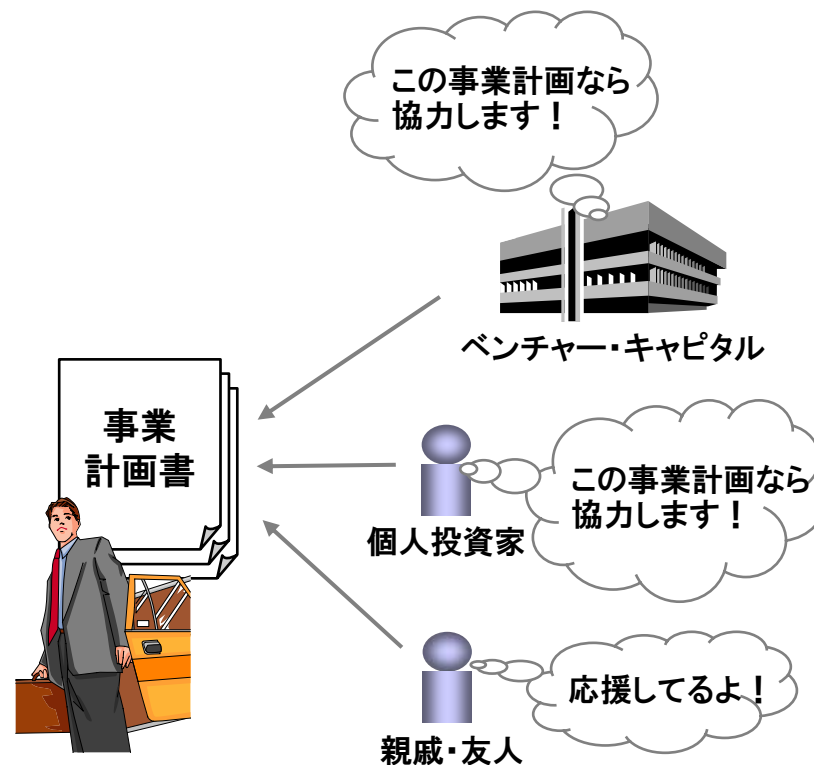 この事業計画なら
協力します！
ベンチャー・キャピタル
事業
計画書
この事業計画なら
協力します！
個人投資家
応援してるよ！
親戚・友人